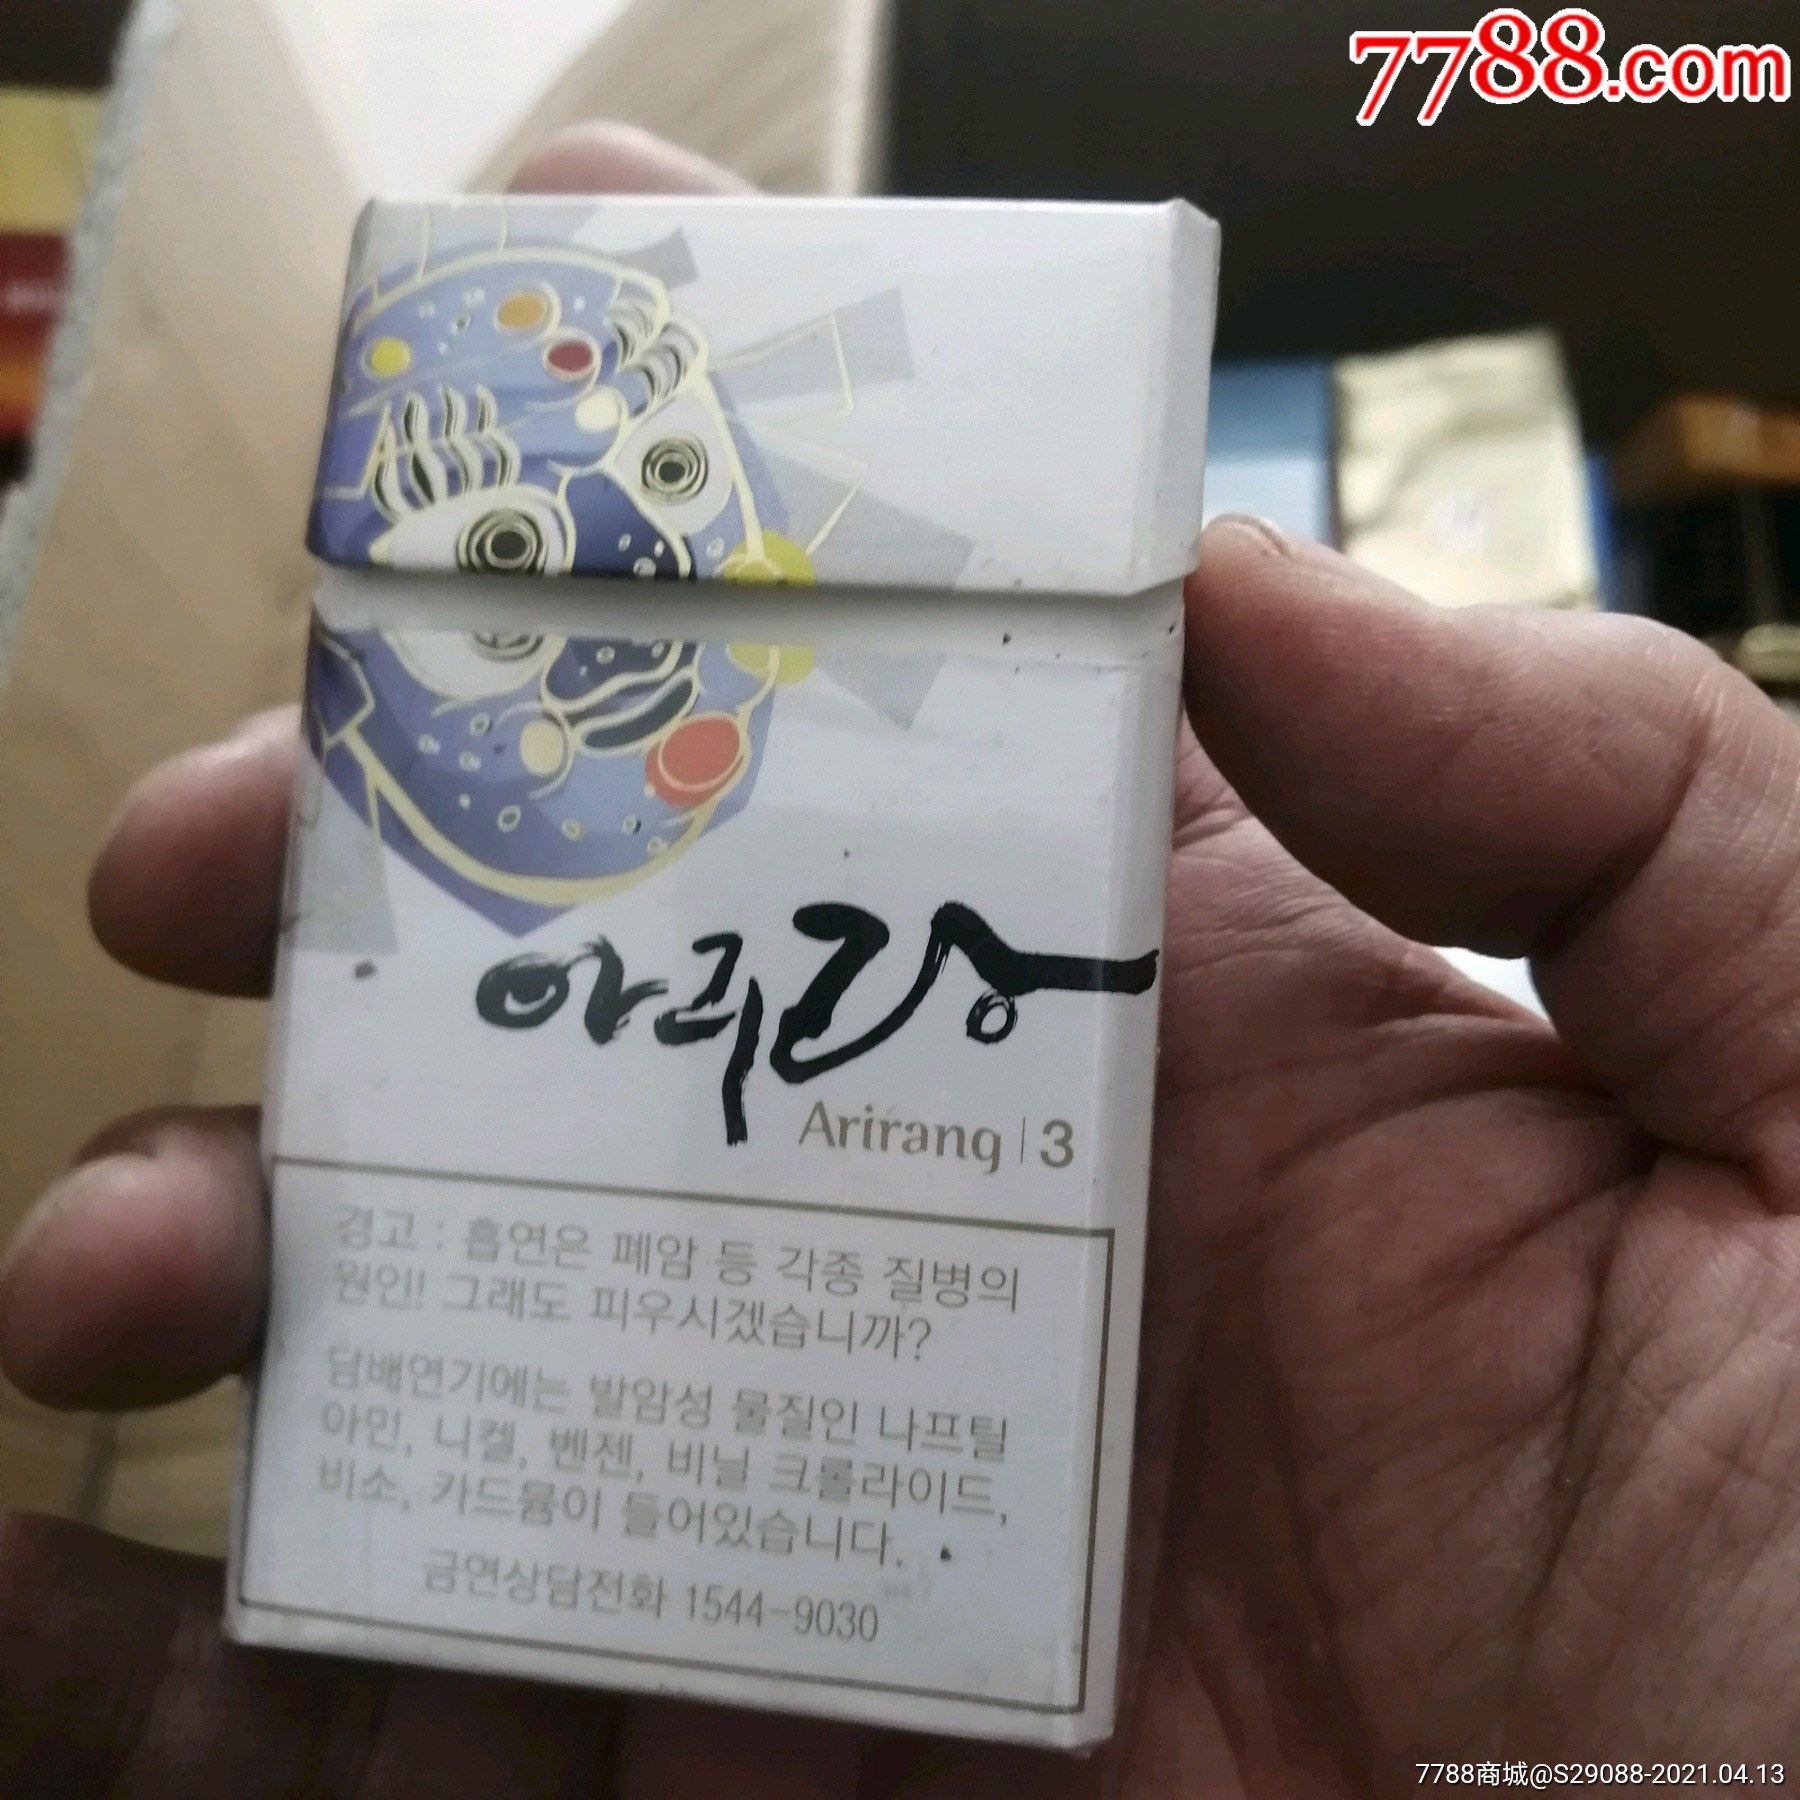 7788.com
아리랑
Arirang | 3
경고 : 흡연은 폐암 등 각종 질병의
원인! 그래도 피우시겠습니까?
담배연기에는 발암성 물질인 나프틸
아민, 니켈, 벤젠, 비닐 크롤라이드,
비소, 카드뮴이 들어있습니다.
금연상담전화 1544-9030
7788商城@S29088-2021.04.13